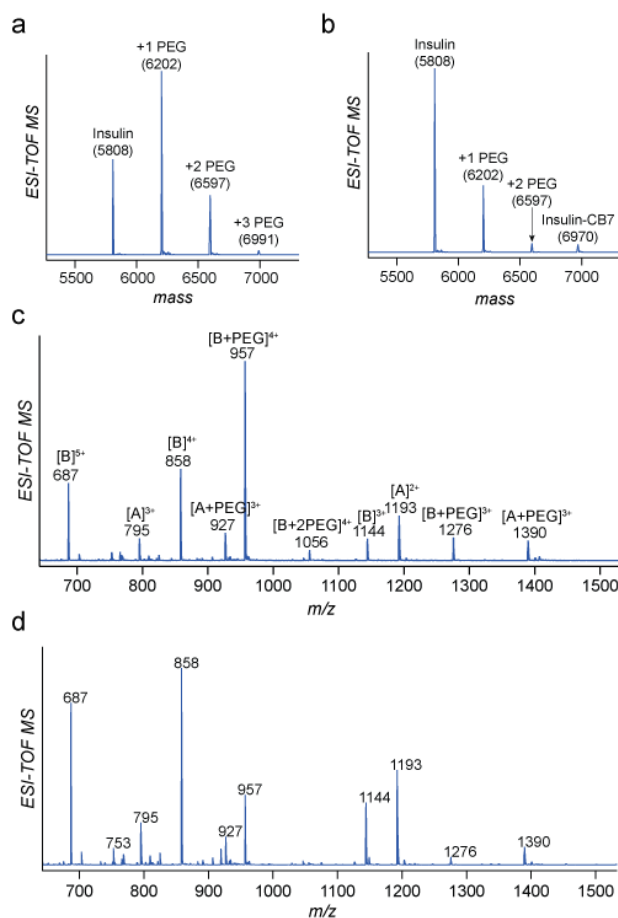 a
ESI-TOF MS
+1 PEG
(6202)
Insulin
(5808)
+2 PEG
(6597)
+3 PEG
(6991)
5500 6000 6500 7000
mass
b
ESI-TOF MS
Insulin
(5808)
+1 PEG
(6202)
+2 PEG
(6597)
Insulin-CB7
(6970)
5500 6000 6500 7000
mass
c
ESI-TOF MS
[B+PEG]4+
957
[B]5+
687
[A]3+
795
[B]4+
858
[A+PEG]3+
927
[B+2PEG]4+
1056
[B]3+
1144
[A]2+
1193
[B+PEG]3+
1276
[A+PEG]3+
1390
700 800 900 1000 1100 1200 1300 1400 1500
m/z
d
ESI-TOF MS
687
753
795
858
927
957
1144
1193
1276
1390
700 800 900 1000 1100 1200 1300 1400 1500
m/z